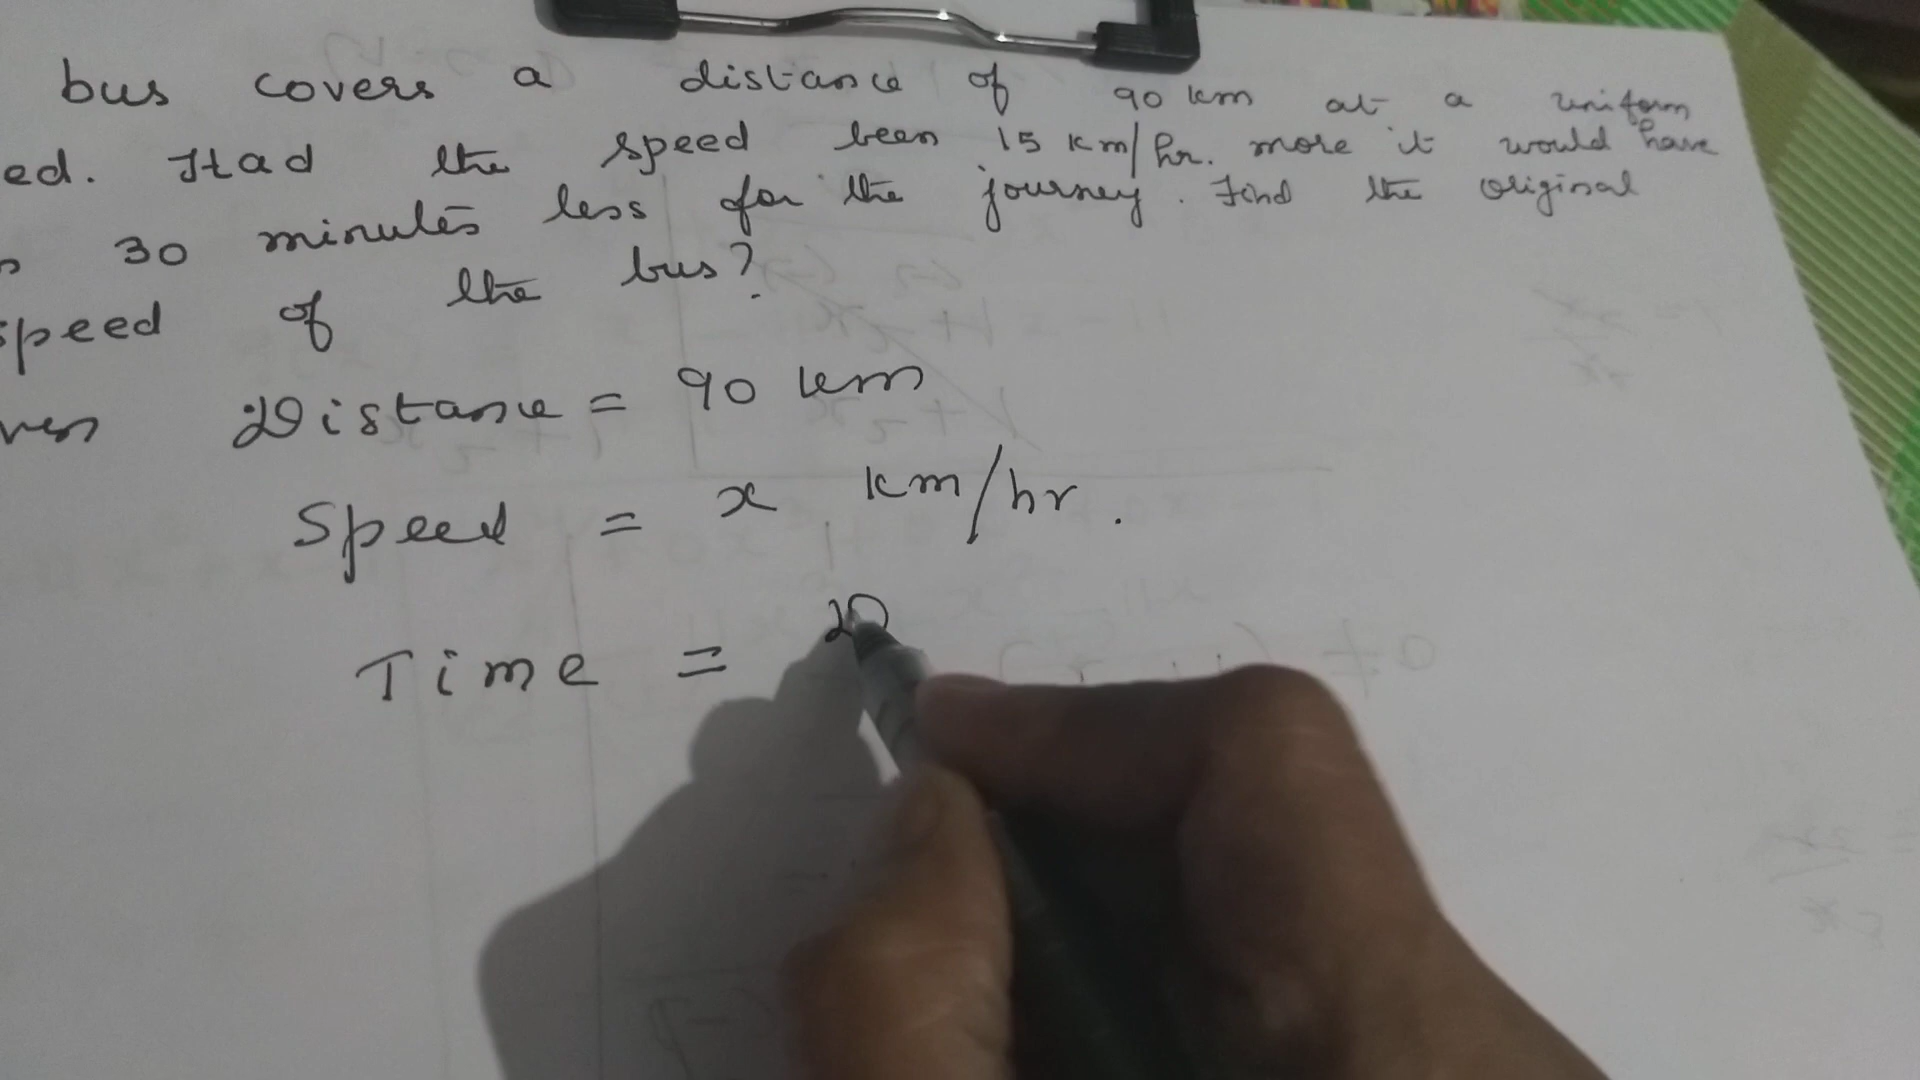 bus covers a distance of 90 km at a uniform
ed. Had the speed been 15 km/hr. more it would have
30 minutes less for the journey. Find the original
speed of the bus?
ven Distance = 90 km
Speed = x km/hr.
Time = D